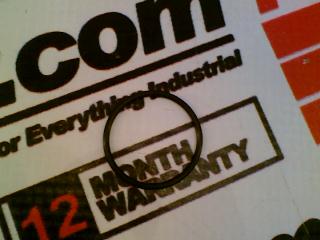 .com
or Everything Industrial
12 MONTH
WARRANTY